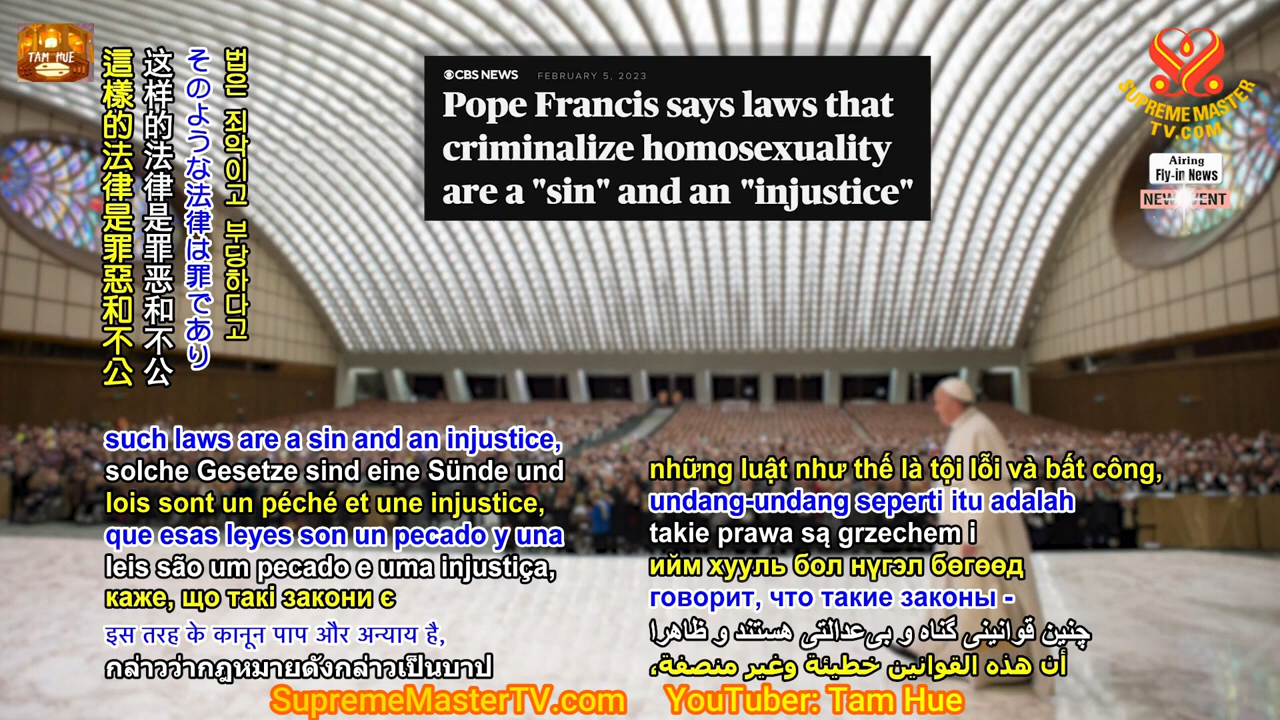 TAM HUE
這樣的法律是罪惡和不公
这样的法律是罪恶和不公
そのような法律は罪であり
법은 죄악이고 부당하다고
CBS NEWS FEBRUARY 5, 2023
Pope Francis says laws that
criminalize homosexuality
are a "sin" and an "injustice"
SUPREME MASTER
TV.COM
Airing
Fly-in News
such laws are a sin and an injustice,
solche Gesetze sind eine Sünde und
lois sont un péché et une injustice,
que esas leyes son un pecado y una
leis são um pecado e uma injustiça,
каже, що такі закони є
इस तरह के कानून पाप और अन्याय है,
กล่าวว่ากฎหมายดังกล่าวเป็นบาป
những luật như thế là tội lỗi và bất công,
undang-undang seperti itu adalah
takie prawa są grzechem i
ийм хууль бол нүгэл бөгөөд
говорит, что такие законы -
چنین قوانینی گناه و بی‌عدالتی هستند و ظاهرا
أن هذه القوانين خطيئة وغير منصفة،
SupremeMasterTV.com YouTuber: Tam Hue